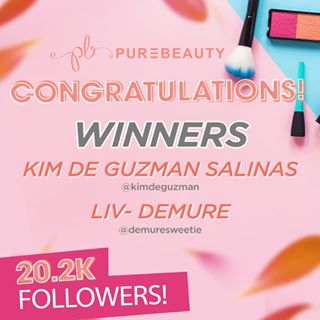 pb PUREBEAUTY
CONGRATULATIONS!
WINNERS
KIM DE GUZMAN SALINAS
@kimdeguzman
LIV- DEMURE
@demuresweetie
20.2K
FOLLOWERS!